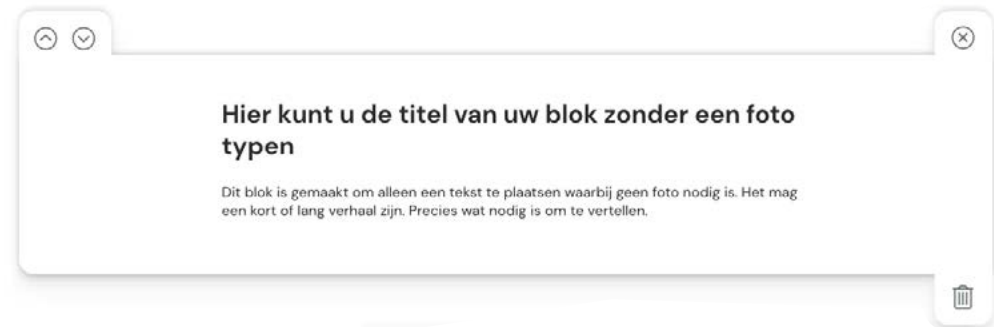 Hier kunt u de titel van uw blok zonder een foto
typen
Dit blok is gemaakt om alleen een tekst te plaatsen waarbij geen foto nodig is. Het mag
een kort of lang verhaal zijn. Precies wat nodig is om te vertellen.